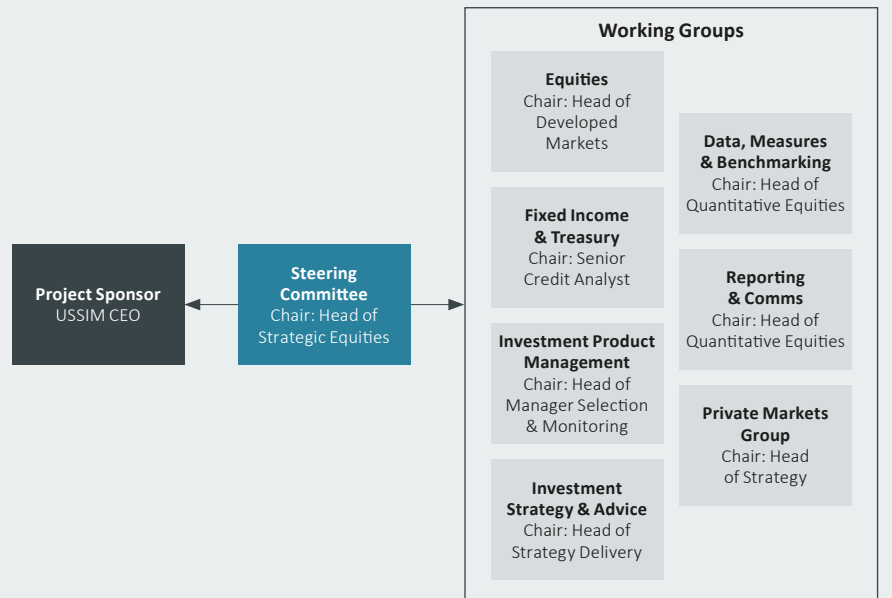 Project Sponsor
USSIM CEO
Steering
Committee
Chair: Head of
Strategic Equities
Working Groups
Equities
Chair: Head of
Developed
Markets
Fixed Income
& Treasury
Chair: Senior
Credit Analyst
Investment Product
Management
Chair: Head of
Manager Selection
& Monitoring
Investment
Strategy & Advice
Chair: Head of
Strategy Delivery
Data, Measures
& Benchmarking
Chair: Head of
Quantitative Equities
Reporting
& Comms
Chair: Head of
Quantitative Equities
Private Markets
Group
Chair: Head
of Strategy